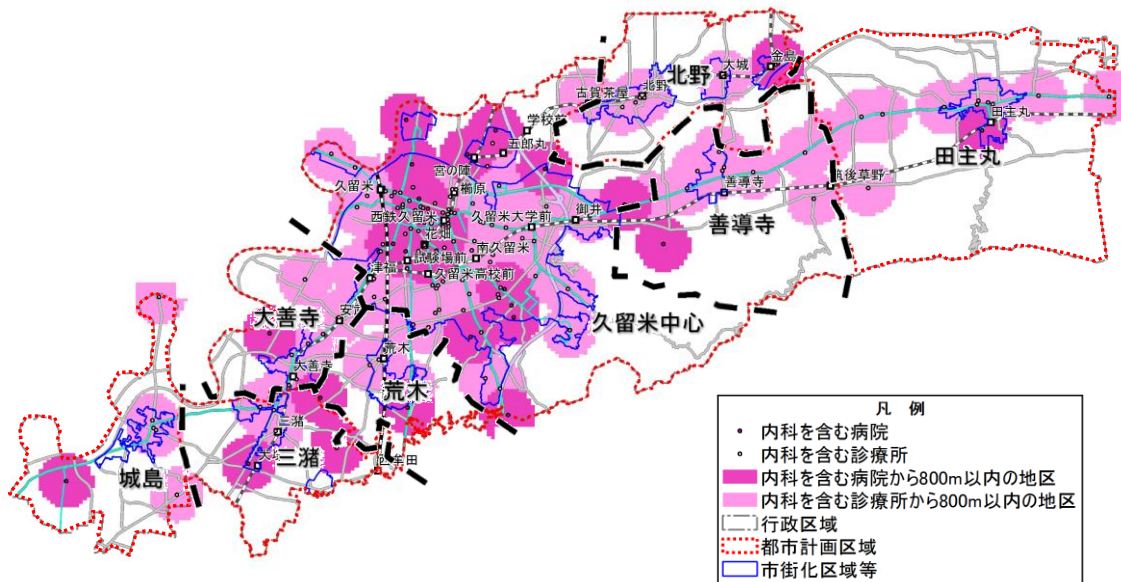 金島
大城
北野
北野
古賀茶屋
学校前
五郎丸
田主丸
田主丸
宮の陣
久留米
櫛原
善導寺
筑後草野
善導寺
西鉄久留米
久留米大学前
御井
花畑
南久留米
試験場前
津福
久留米高校前
久留米中心
大善寺
安武
荒木
荒木
大善寺
三潴
三潴
城島
凡 例
内科を含む病院
内科を含む診療所
内科を含む病院から800m以内の地区
内科を含む診療所から800m以内の地区
行政区域
都市計画区域
市街化区域等